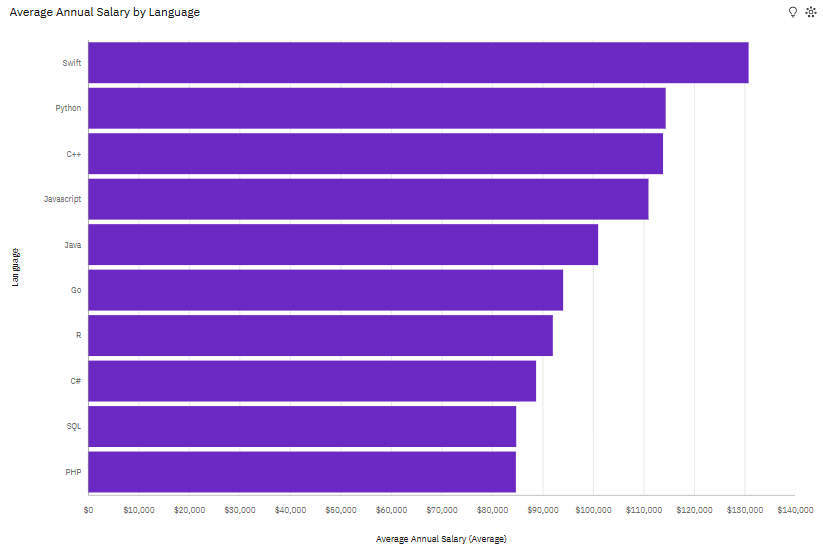 Average Annual Salary by Language
Swift
Python
C++
Javascript
Java
Go
R
C#
SQL
PHP
Language
$0 $10,000 $20,000 $30,000 $40,000 $50,000 $60,000 $70,000 $80,000 $90,000 $100,000 $110,000 $120,000 $130,000 $140,000
Average Annual Salary (Average)